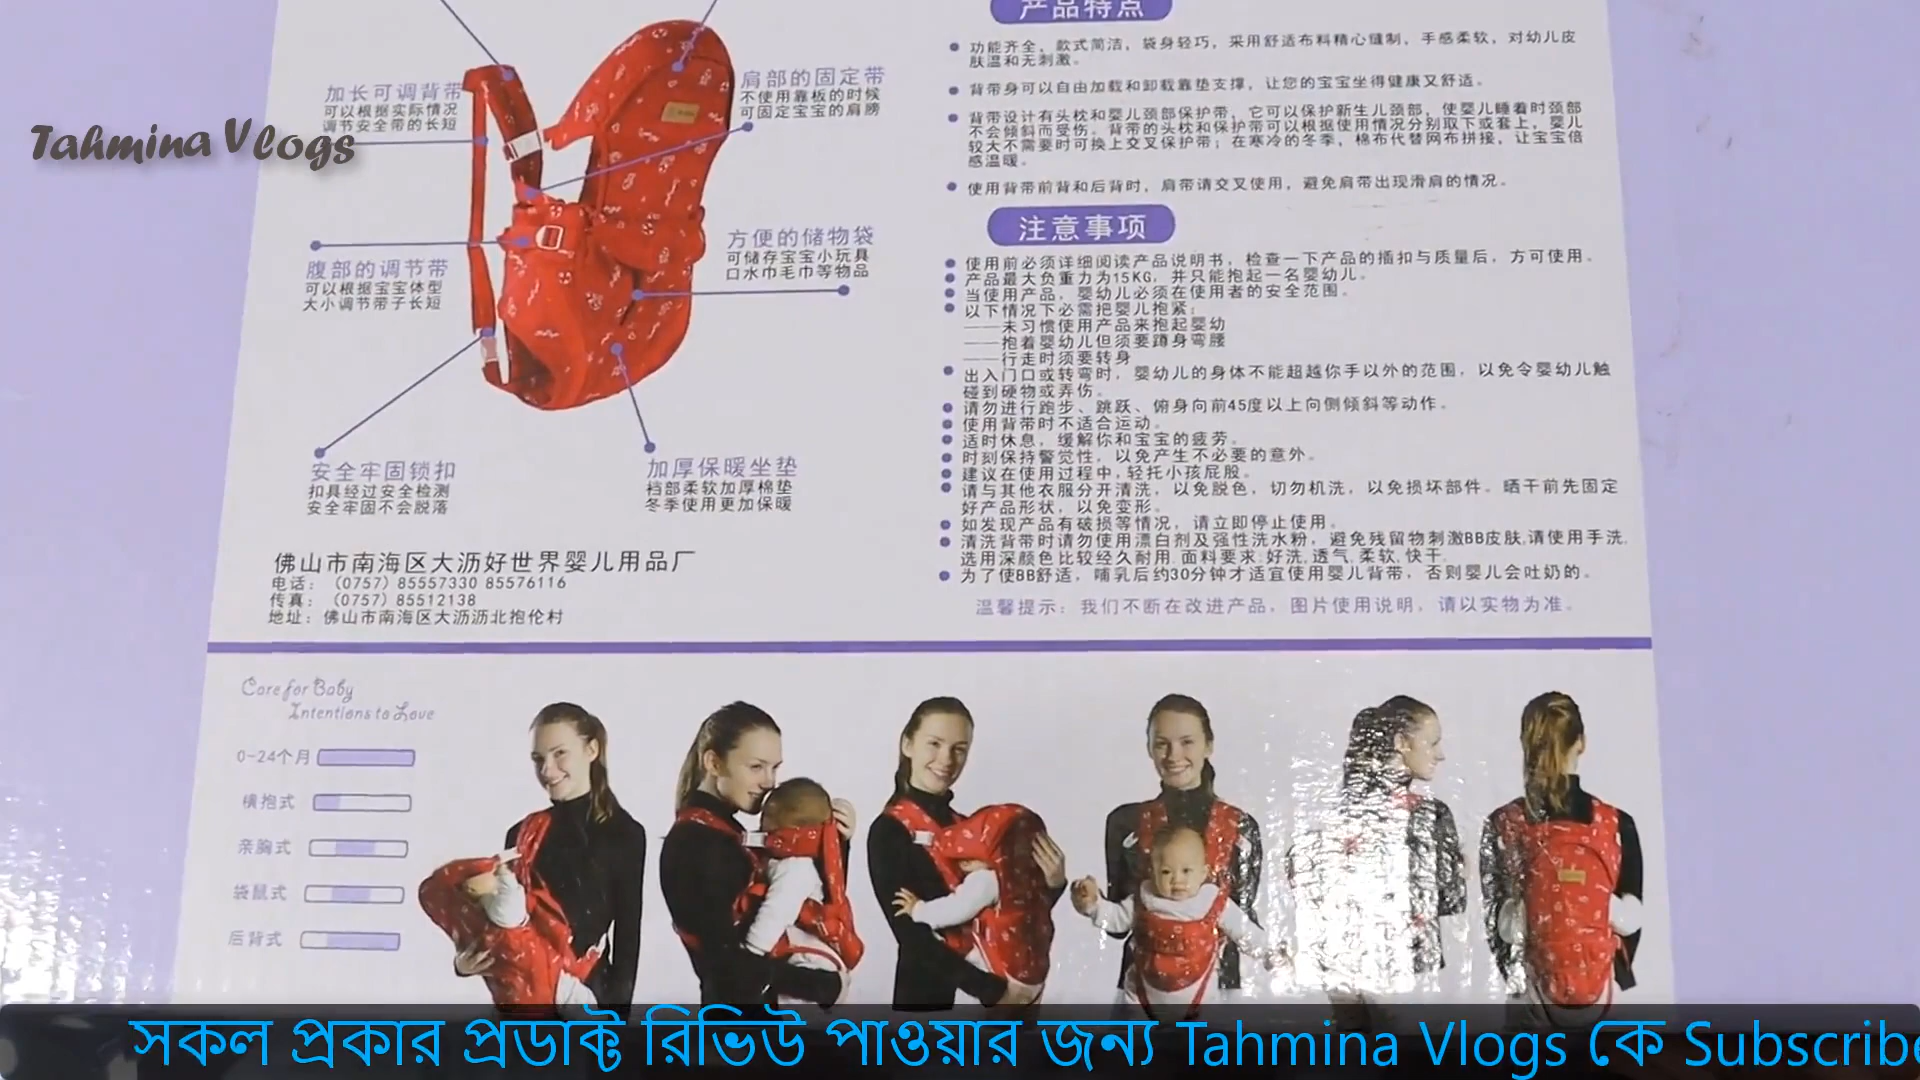 产品特点
功能齐全，款式简洁，袋身轻巧，采用舒适布料精心缝制，手感柔软，对幼儿皮
肤温和无刺激。
背带身可以自由加载和卸载靠垫支撑，让您的宝宝坐得健康又舒适。
背带设计有头枕和婴儿颈部保护带，它可以保护新生儿颈部，使婴儿睡着时颈部
不会倾斜而受伤。背带的头枕和保护带可以根据使用情况分别取下或套上，婴儿
较大不需要时可换上交叉保护带；在寒冷的冬季，棉布代替网布拼接，让宝宝倍
感温暖。
使用背带前背和后背时，肩带请交叉使用，避免肩带出现滑肩的情况。
加长可调背带
可以根据实际情况
调节安全带的长短
肩部的固定带
不使用靠板的时候
可固定宝宝的肩膀
Tahmina Vlogs
腹部的调节带
可以根据宝宝体型
大小调节带子长短
方便的储物袋
可储存宝宝小玩具
口水巾毛巾等物品
安全牢固锁扣
扣具经过安全检测
安全牢固不会脱落
加厚保暖坐垫
裆部柔软加厚棉垫
冬季使用更加保暖
注意事项
使用前必须详细阅读产品说明书，检查一下产品的插扣与质量后，方可使用。
产品最大负重力为15KG，并只能抱起一名婴幼儿。
当使用产品，婴幼儿必须在使用者的安全范围。
以下情况下必需把婴儿抱紧：
——未习惯使用产品来抱起婴幼
——抱着婴幼儿但须要蹲身弯腰
——行走时须要转身
出入门口或转弯时，婴幼儿的身体不能超越你手以外的范围，以免令婴幼儿触
碰到硬物或弄伤。
请勿进行跑步、跳跃、俯身向前45度以上向侧倾斜等动作。
使用背带时不适合运动。
适时休息，缓解你和宝宝的疲劳。
时刻保持警觉性，以免产生不必要的意外。
建议在使用过程中，轻托小孩屁股。
请与其他衣服分开清洗，以免脱色，切勿机洗，以免损坏部件。晒干前先固定
好产品形状，以免变形。
如发现产品有破损等情况，请立即停止使用。
清洗背带时请勿使用漂白剂及强性洗水粉，避免残留物刺激BB皮肤，请使用手洗，
选用深颜色比较经久耐用，面料要求：好洗，透气，柔软，快干。
为了使BB舒适，哺乳后约30分钟才适宜使用婴儿背带，否则婴儿会吐奶的。
温馨提示：我们不断在改进产品，图片使用说明，请以实物为准。
佛山市南海区大沥好世界婴儿用品厂
电话：（0757）85557330 85576116
传真：（0757）85512138
地址：佛山市南海区大沥沥北抱伦村
Care for Baby
Intentions to Love
0-24个月
横抱式
亲胸式
袋鼠式
后背式
সকল প্রকার প্রডাক্ট রিভিউ পাওয়ার জন্য Tahmina Vlogs কে Subscribe